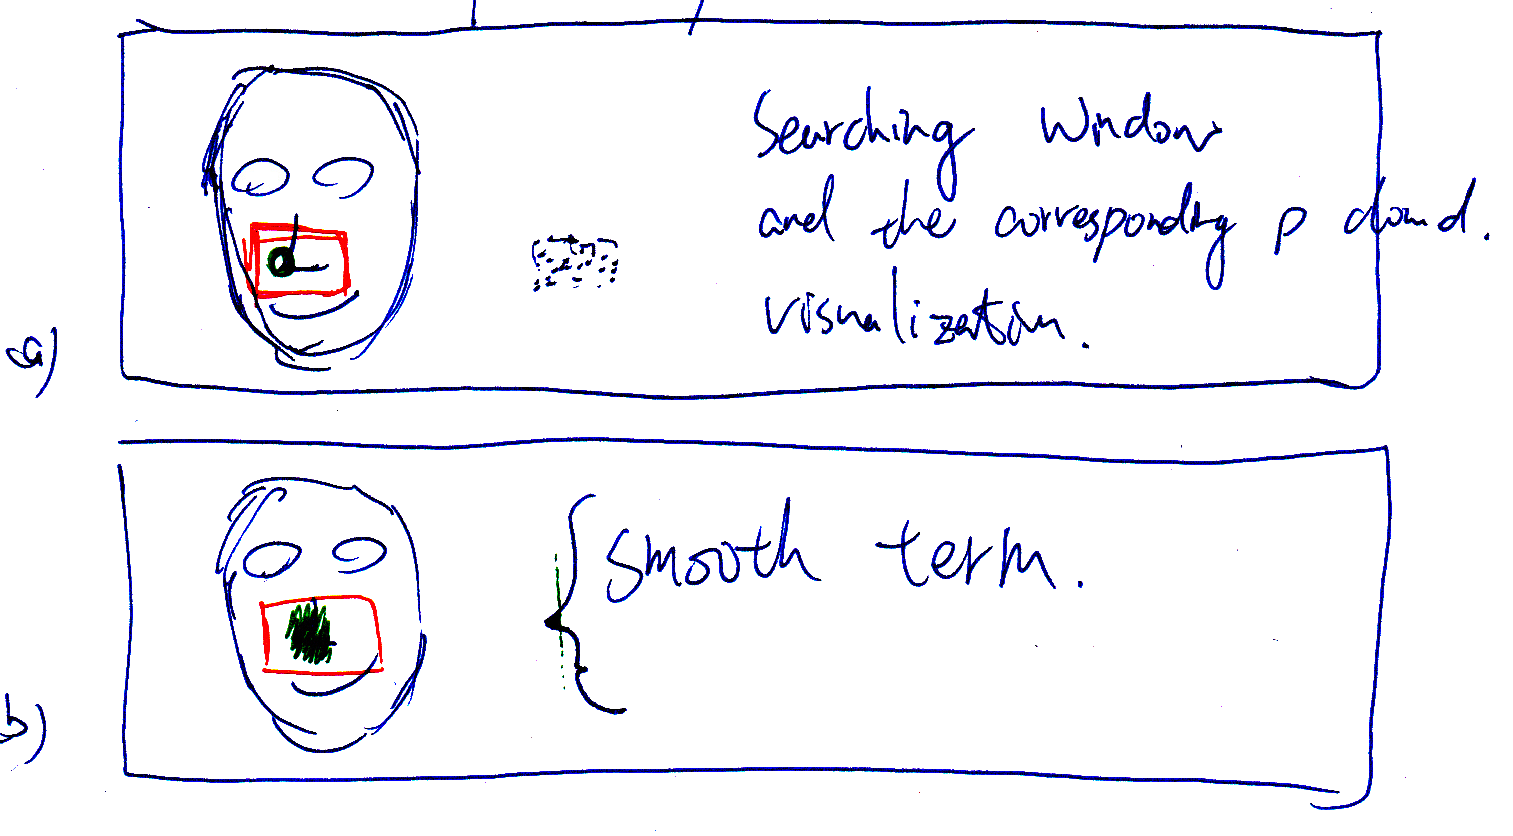 Searching Window
and the corresponding p cloud.
visualization.
a)
smooth term.
b)